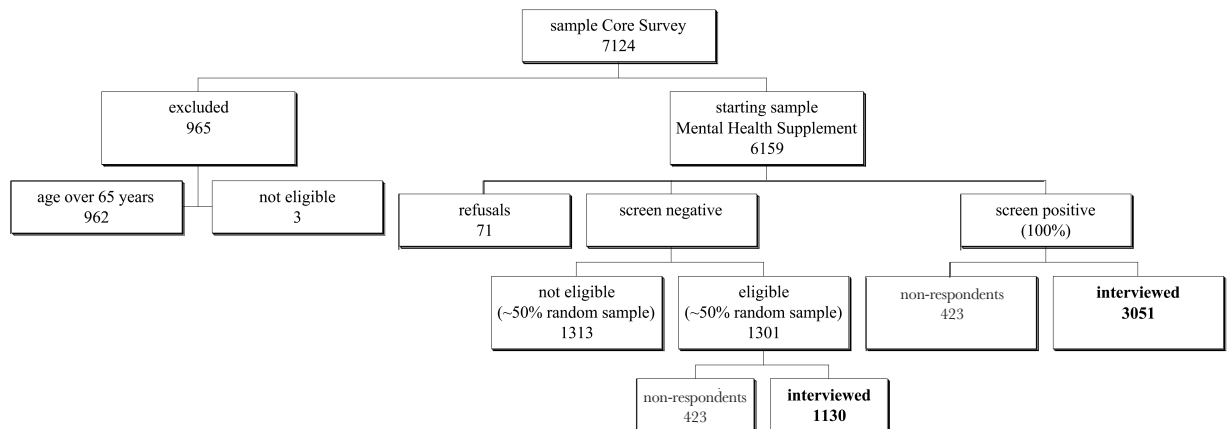 sample Core Survey
7124
excluded
965
starting sample
Mental Health Supplement
6159
age over 65 years
962
not eligible
3
refusals
71
screen negative
screen positive
(100%)
not eligible
(~50% random sample)
1313
eligible
(~50% random sample)
1301
non-respondents
423
interviewed
3051
non-respondents
423
interviewed
1130